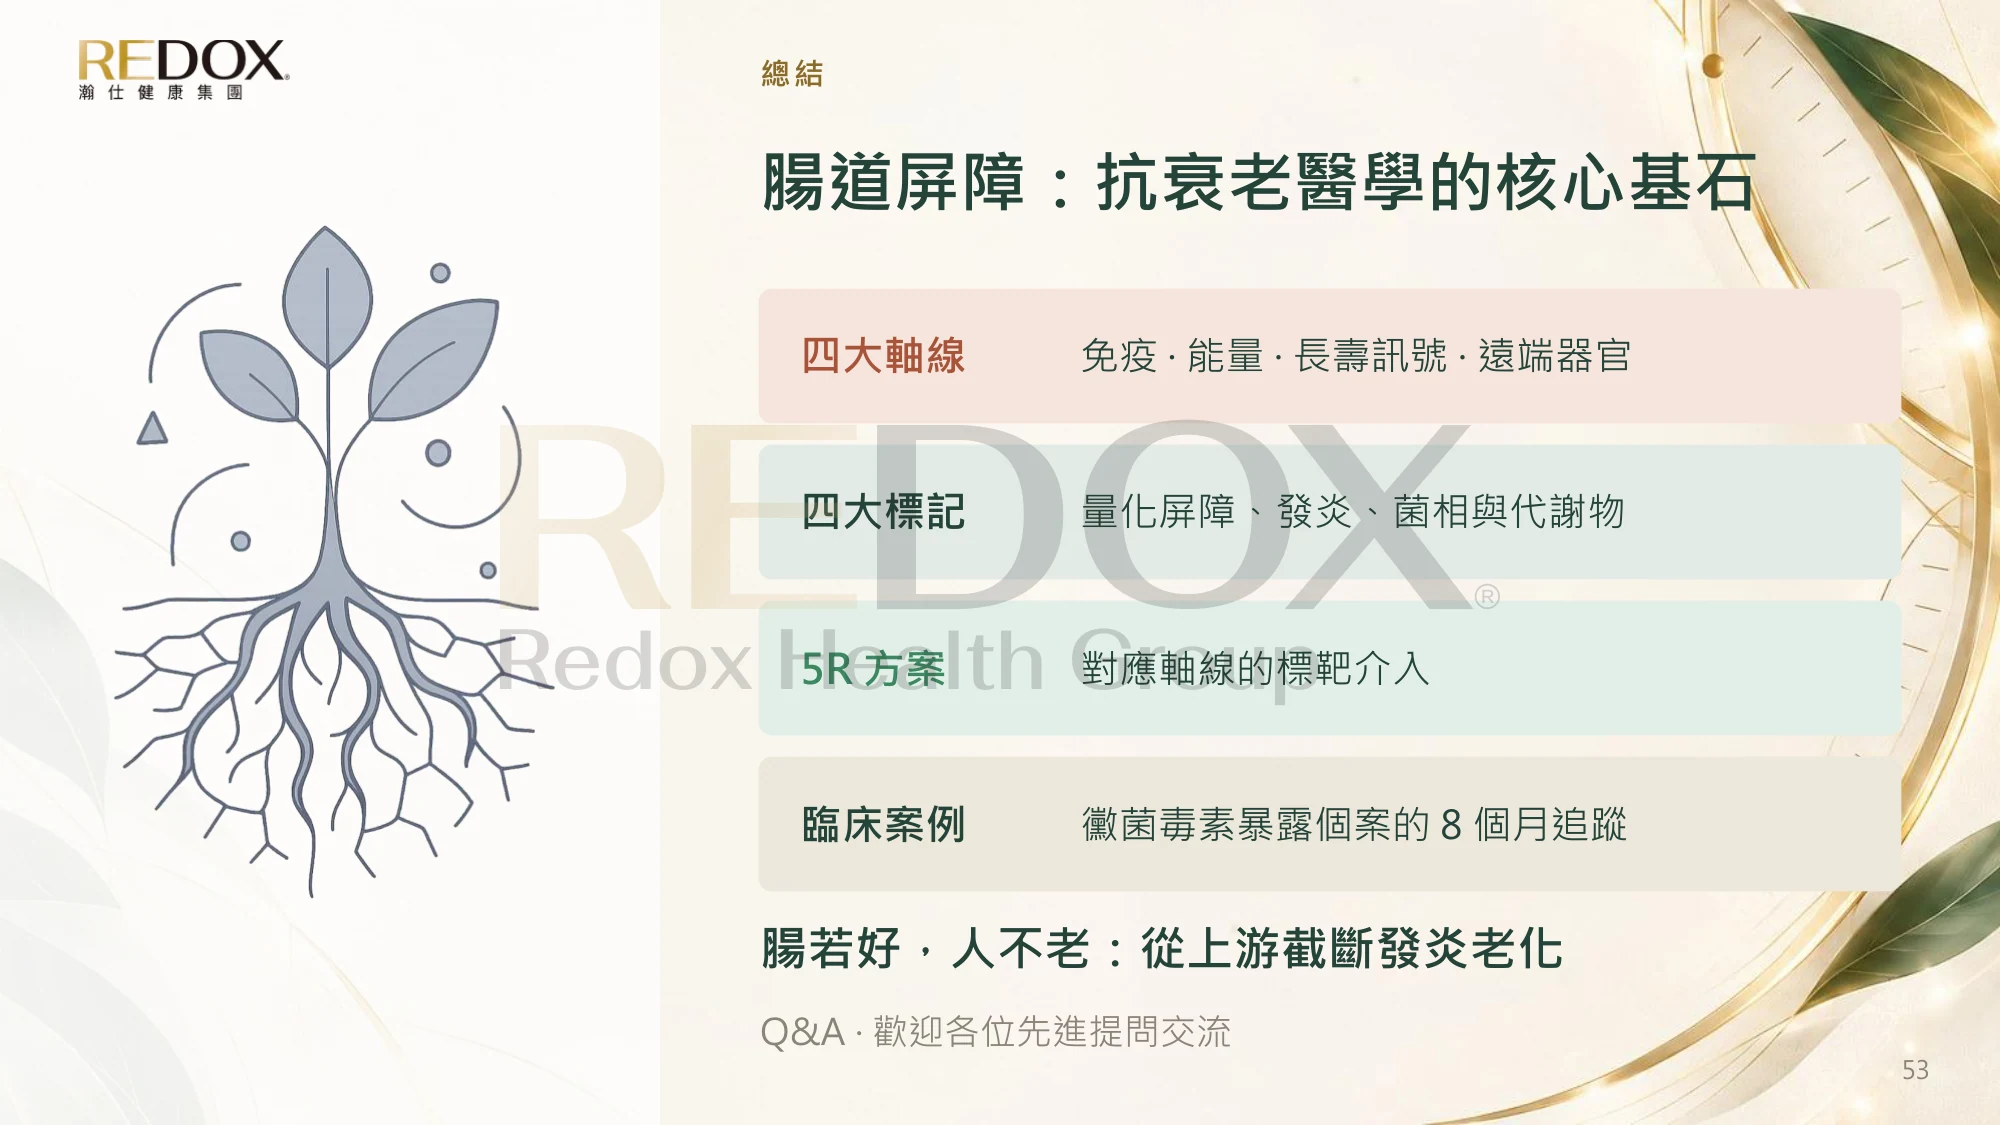 REDOX®
瀚仕健康集團
總結
腸道屏障：抗衰老醫學的核心基石
四大軸線 免疫·能量·長壽訊號·遠端器官
四大標記 量化屏障、發炎、菌相與代謝物
5R 方案 對應軸線的標靶介入
臨床案例 黴菌毒素暴露個案的 8 個月追蹤
REDOX®
Redox Health Group
腸若好，人不老：從上游截斷發炎老化
Q&A·歡迎各位先進提問交流
53